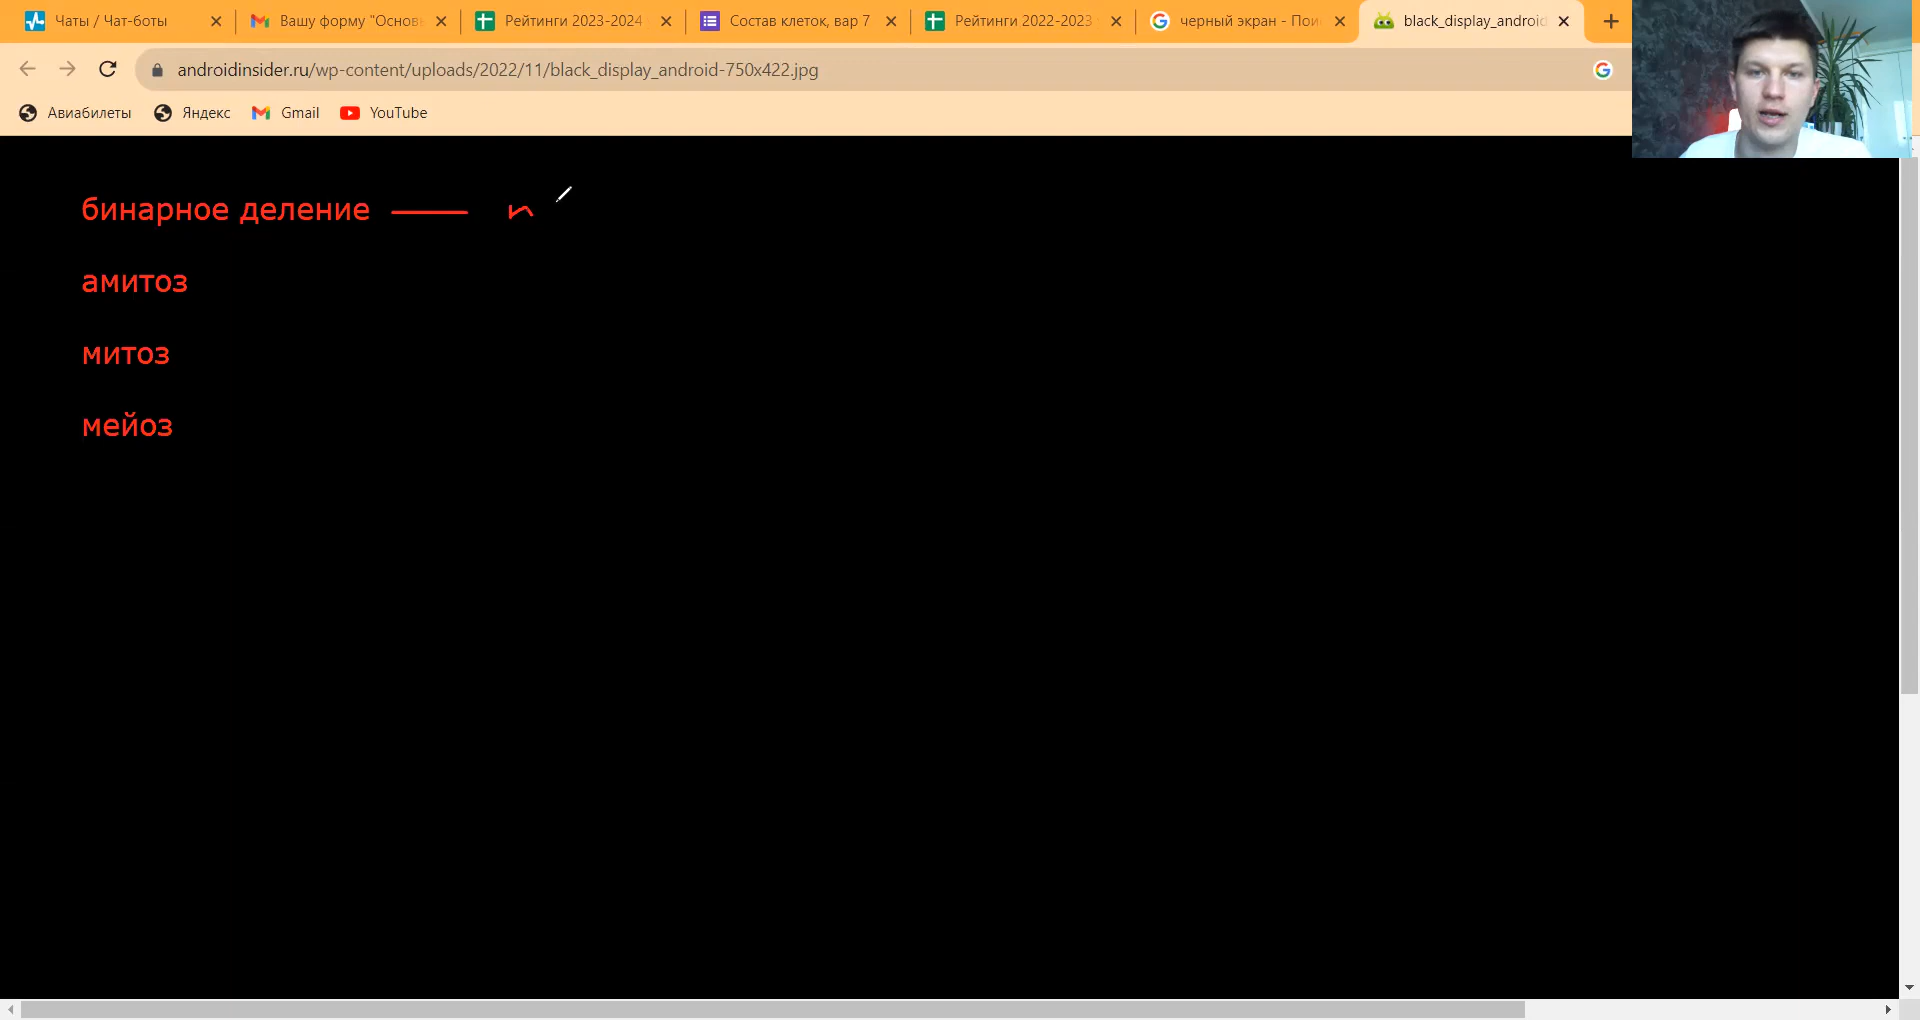 Чаты / Чат-боты
Вашу форму "Основ
Рейтинги 2023-2024
Состав клеток, вар 7
Рейтинги 2022-2023
черный экран - Пои
black_display_android
androidinsider.ru/wp-content/uploads/2022/11/black_display_android-750x422.jpg
Авиабилеты Яндекс Gmail YouTube
бинарное деление —
амитоз
митоз
мейоз